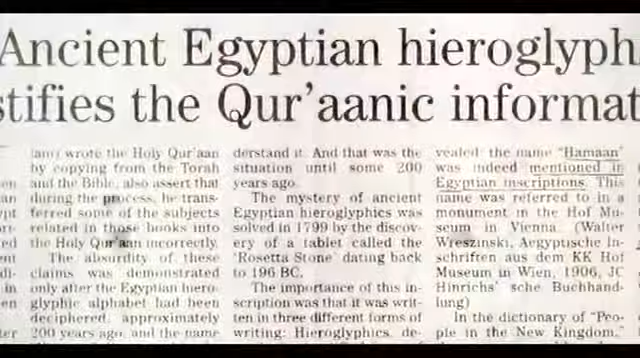 Ancient Egyptian hieroglyph
stifies the Qur'aanic informat
wrote the Holy Qur'aan
by copying from the Torah
and the Bible, also assert that
during the process, he trans-
ferred some of the subjects
related in those books into
the Holy Qur'aan incorrectly.
The absurdity of these
claims was demonstrated
only after the Egyptian hiero-
glyphic alphabet had been
deciphered, approximately
200 years ago, and the name
derstand it. And that was the
situation until some 200
years ago.
The mystery of ancient
Egyptian hieroglyphics was
solved in 1799 by the discov-
ery of a tablet called the
'Rosetta Stone' dating back
to 196 BC.
The importance of this in-
scription was that it was writ-
ten in three different forms of
writing: Hieroglyphics, de-
vealed the name "Hamaan"
was indeed mentioned in
Egyptian inscriptions. This
name was referred to in a
monument in the Hof Mu-
seum in Vienna. (Walter
Wreszinski, Aegyptische In-
schriften aus dem KK Hof
Museum in Wien, 1906, JC
Hinrichs' sche Buchhand-
lung)
In the dictionary of "Peo-
ple in the New Kingdom,"